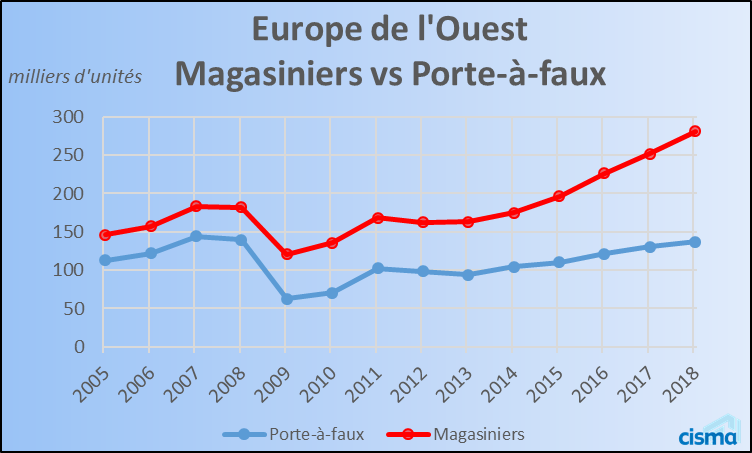 Europe de l'Ouest
Magasiniers vs Porte-à-faux
milliers d'unités
300
250
200
150
100
50
0
2005 2006 2007 2008 2009 2010 2011 2012 2013 2014 2015 2016 2017 2018
Porte-à-faux Magasiniers
cisma